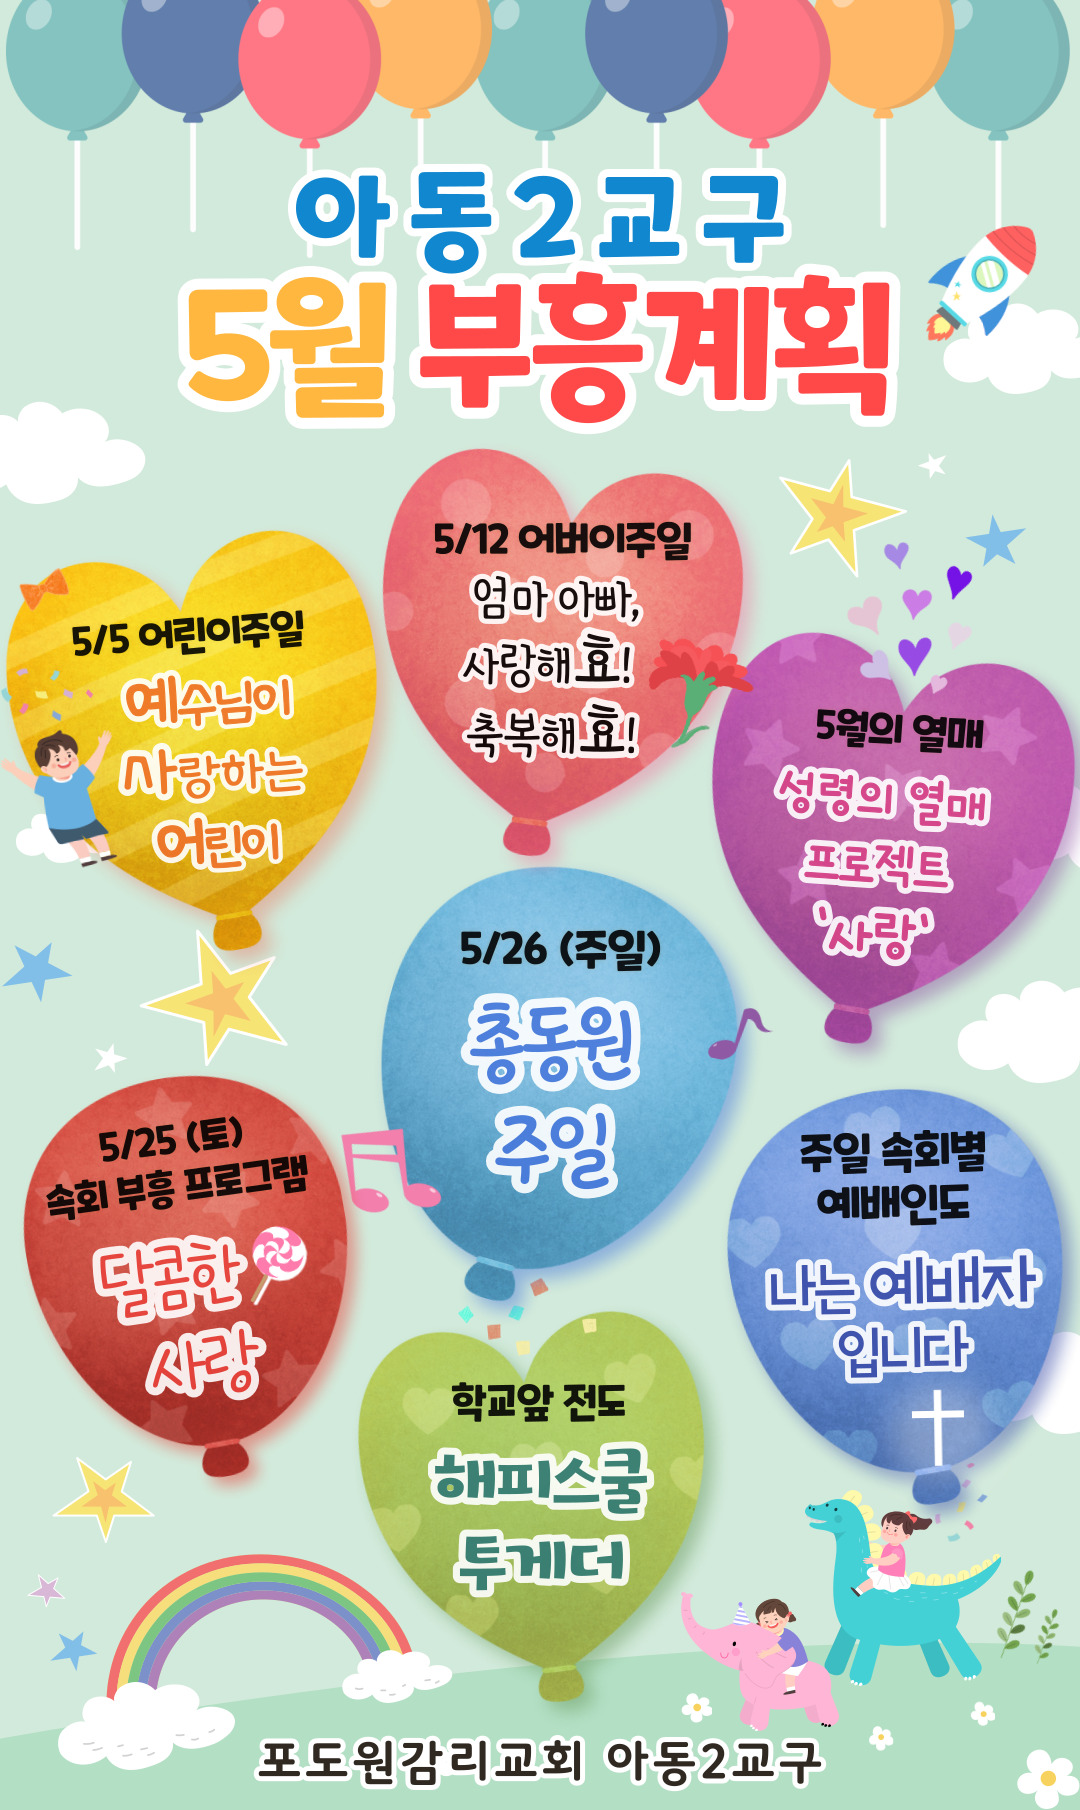 아동2교구
5월 부흥계획
5/5 어린이주일
예수님이
사랑하는
어린이
5/12 어버이주일
엄마 아빠,
사랑해효!
축복해효!
5월의 열매
성령의 열매
프로젝트
'사랑'
5/26 (주일)
총동원
주일
5/25 (토)
속회 부흥 프로그램
달콤한
사랑
주일 속회별
예배인도
나는 예배자
입니다
학교앞 전도
해피스쿨
투게더
포도원감리교회 아동2교구